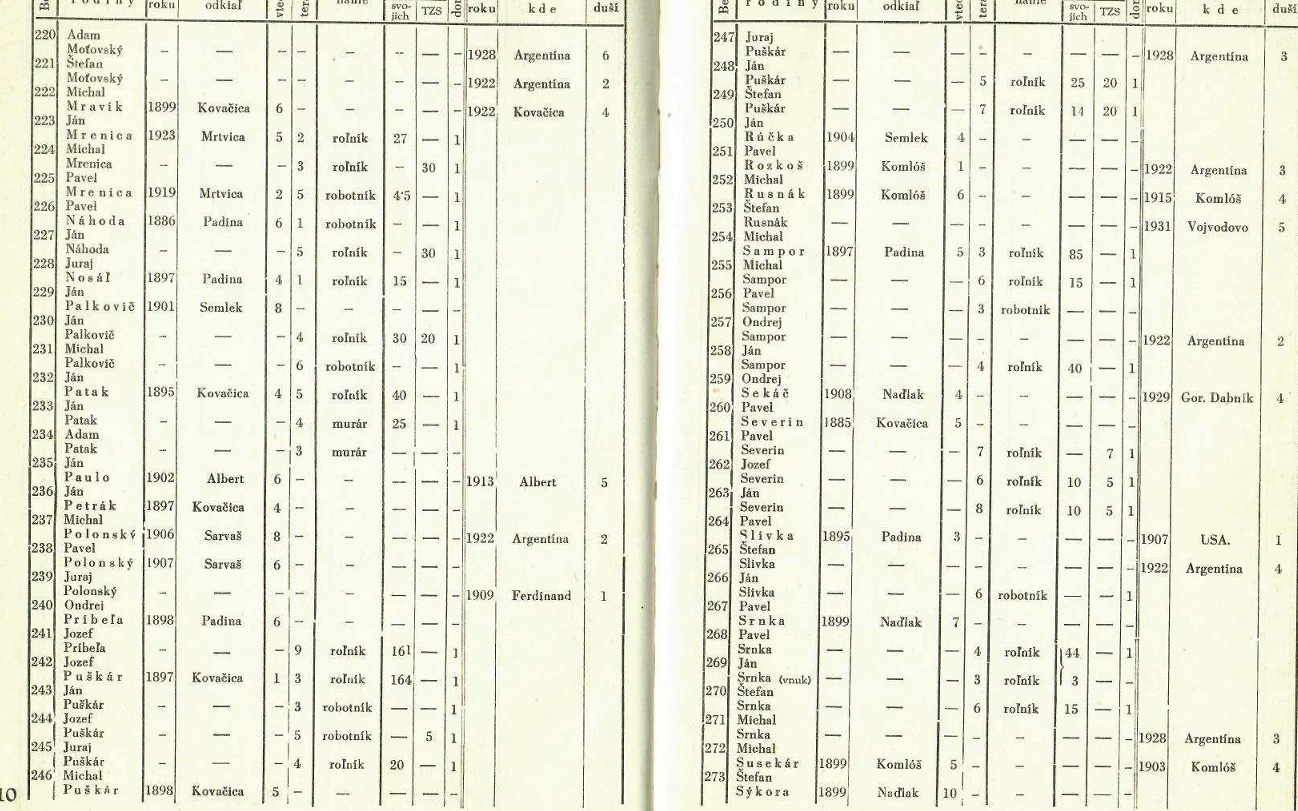 Be rodiny roku odkiaľ vtedy teraz nanie svojich TZS dom roku kde duší
220 Adam
Moťovský — — – – – – — – 1928 Argentína 6
221 Štefan
Moťovský – — – – – – — – 1922 Argentína 2
222 Michal
Mravík 1899 Kovačica 6 – – – — – 1922 Kovačica 4
223 Ján
Mrenica 1923 Mrtvica 5 2 roľník 27 — 1
224 Michal
Mrenica – — – 3 roľník – 30 1
225 Pavel
Mrenica 1919 Mrtvica 2 5 robotník 4·5 — 1
226 Pavel
Náhoda 1886 Padina 6 1 robotník – — 1
227 Ján
Náhoda – — – 5 roľník – 30 1
228 Juraj
Nosáľ 1897 Padina 4 1 roľník 15 — 1
229 Ján
Palkovič 1901 Semlek 8 – – – — –
230 Ján
Palkovič – — – 4 roľník 30 20 1
231 Michal
Palkovič – — – 6 robotník – — 1
232 Ján
Patak 1895 Kovačica 4 5 roľník 40 — 1
233 Ján
Patak – — – 4 murár 25 — 1
234 Adam
Patak – — – 3 murár — — –
235 Ján
Paulo 1902 Albert 6 – – — — – 1913 Albert 5
236 Ján
Petrák 1897 Kovačica 4 – – — — –
237 Michal
Polonský 1906 Sarvaš 8 – – — — – 1922 Argentína 2
238 Pavel
Polonský 1907 Sarvaš 6 – – — — –
239 Juraj
Polonský – — – – – — — – 1909 Ferdinand 1
240 Ondrej
Príbeľa 1898 Padina 6 – – — — –
241 Jozef
Príbeľa – — – 9 roľník 161 — 1
242 Jozef
Puškár 1897 Kovačica 1 3 roľník 164 — 1
243 Ján
Puškár – — – 3 robotník — — 1
244 Jozef
Puškár – — – 5 robotník — 5 1
245 Juraj
Puškár – — – 4 roľník 20 — 1
246 Michal
Puškár 1898 Kovačica 5 – – — — –
10
Be rodiny roku odkiaľ vtedy teraz nanie svojich TZS dom roku kde duší
247 Juraj
Puškár — — – – – — — – 1928 Argentína 3
248 Ján
Puškár — — – 5 roľník 25 20 1
249 Štefan
Puškár — — – 7 roľník 14 20 1
250 Ján
Rúčka 1904 Semlek 4 – – — — –
251 Pavel
Rozkoš 1899 Komlóš 1 – – — — – 1922 Argentína 3
252 Michal
Rusnák 1899 Komlóš 6 – – — — – 1915 Komlóš 4
253 Štefan
Rusnák — — – – – — — – 1931 Vojvodovo 5
254 Michal
Sampor 1897 Padina 5 3 roľník 85 — 1
255 Michal
Sampor — — – 6 roľník 15 — 1
256 Pavel
Sampor — — – 3 robotník — — –
257 Ondrej
Sampor — — – – – — — – 1922 Argentína 2
258 Ján
Sampor — — – 4 roľník 40 — 1
259 Ondrej
Sekáč 1908 Nadlak 4 – – — — – 1929 Gor. Dabník 4
260 Pavel
Severin 1885 Kovačica 5 – – — — –
261 Pavel
Severin — — – 7 roľník — 7 1
262 Jozef
Severin — — – 6 roľník 10 5 1
263 Ján
Severin — — – 8 roľník 10 5 1
264 Pavel
Slivka 1895 Padina 3 – – — — – 1907 USA. 1
265 Štefan
Slivka — — – – – — — – 1922 Argentína 4
266 Ján
Slivka — — – 6 robotník — — 1
267 Pavel
Srnka 1899 Nadlak 7 – – — — –
268 Pavel
Srnka — — – 4 roľník 44 — 1
269 Ján
Srnka (vnuk) — — – 3 roľník 3 — –
270 Štefan
Srnka — — – 6 roľník 15 — 1
271 Michal
Srnka — — – – – — — – 1928 Argentína 3
272 Michal
Susekár 1899 Komlóš 5 – – — — – 1903 Komlóš 4
273 Štefan
Sýkora 1899 Nadlak 10 – – — — –